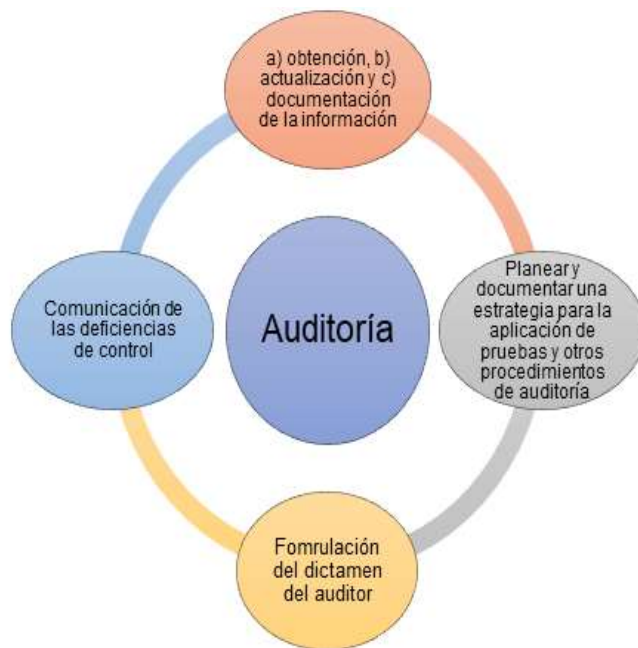 a) obtención, b)
actualización y c)
documentación
de la información
Planear y
documentar una
estrategia para la
aplicación de
pruebas y otros
procedimientos
de auditoría
Fomrulación
del dictamen
del auditor
Comunicación de
las deficiencias
de control
Auditoría